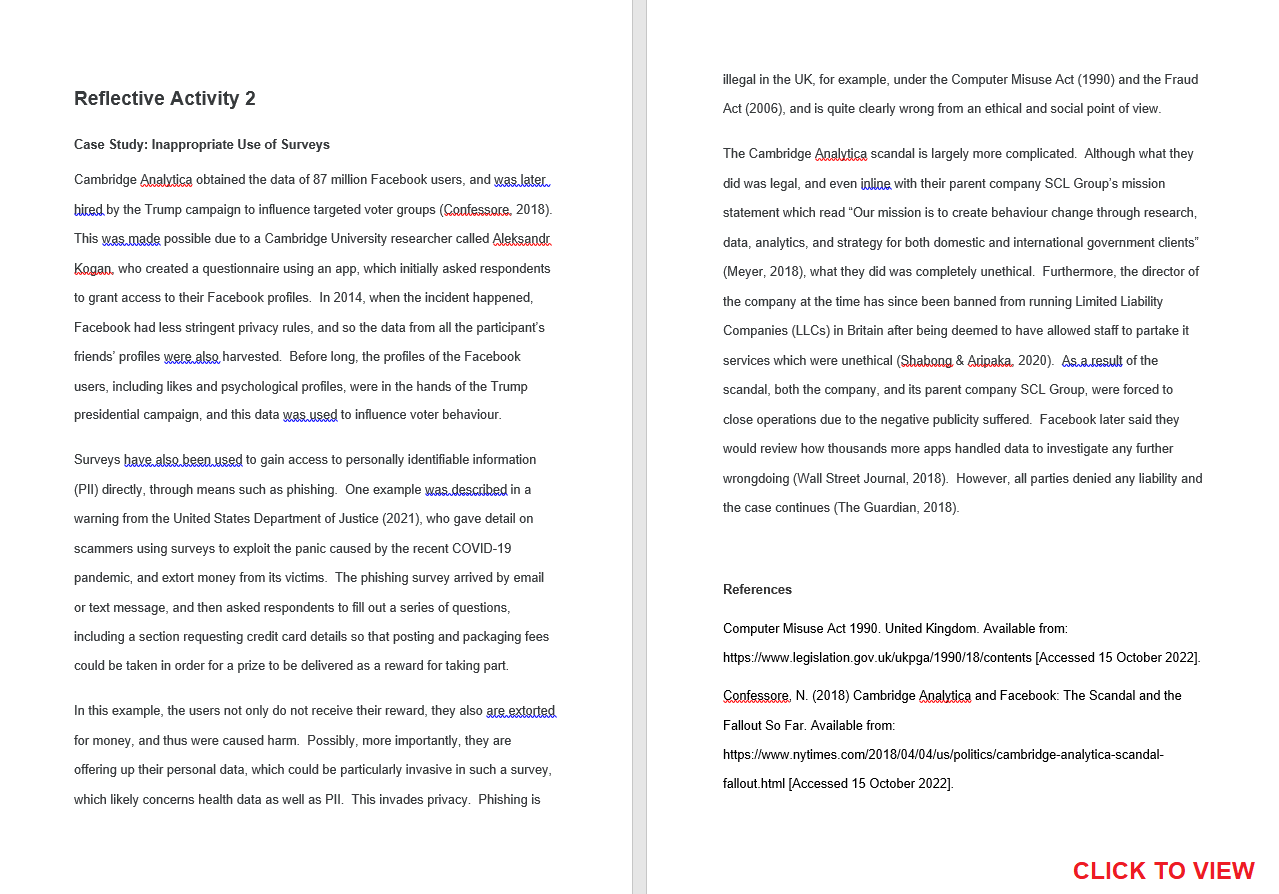 Reflective Activity 2
Case Study: Inappropriate Use of Surveys
Cambridge Analytica obtained the data of 87 million Facebook users, and was later
hired by the Trump campaign to influence targeted voter groups (Confessore, 2018).
This was made possible due to a Cambridge University researcher called Aleksandr
Kogan, who created a questionnaire using an app, which initially asked respondents
to grant access to their Facebook profiles.  In 2014, when the incident happened,
Facebook had less stringent privacy rules, and so the data from all the participant’s
friends’ profiles were also harvested.  Before long, the profiles of the Facebook
users, including likes and psychological profiles, were in the hands of the Trump
presidential campaign, and this data was used to influence voter behaviour.
Surveys have also been used to gain access to personally identifiable information
(PII) directly, through means such as phishing.  One example was described in a
warning from the United States Department of Justice (2021), who gave detail on
scammers using surveys to exploit the panic caused by the recent COVID-19
pandemic, and extort money from its victims.  The phishing survey arrived by email
or text message, and then asked respondents to fill out a series of questions,
including a section requesting credit card details so that posting and packaging fees
could be taken in order for a prize to be delivered as a reward for taking part.
In this example, the users not only do not receive their reward, they also are extorted
for money, and thus were caused harm.  Possibly, more importantly, they are
offering up their personal data, which could be particularly invasive in such a survey,
which likely concerns health data as well as PII.  This invades privacy.  Phishing is
illegal in the UK, for example, under the Computer Misuse Act (1990) and the Fraud
Act (2006), and is quite clearly wrong from an ethical and social point of view.
The Cambridge Analytica scandal is largely more complicated.  Although what they
did was legal, and even inline with their parent company SCL Group’s mission
statement which read “Our mission is to create behaviour change through research,
data, analytics, and strategy for both domestic and international government clients”
(Meyer, 2018), what they did was completely unethical.  Furthermore, the director of
the company at the time has since been banned from running Limited Liability
Companies (LLCs) in Britain after being deemed to have allowed staff to partake it
services which were unethical (Shabong & Aripaka, 2020).  As a result of the
scandal, both the company, and its parent company SCL Group, were forced to
close operations due to the negative publicity suffered.  Facebook later said they
would review how thousands more apps handled data to investigate any further
wrongdoing (Wall Street Journal, 2018).  However, all parties denied any liability and
the case continues (The Guardian, 2018).
References
Computer Misuse Act 1990. United Kingdom. Available from:
https://www.legislation.gov.uk/ukpga/1990/18/contents [Accessed 15 October 2022].
Confessore, N. (2018) Cambridge Analytica and Facebook: The Scandal and the
Fallout So Far. Available from:
https://www.nytimes.com/2018/04/04/us/politics/cambridge-analytica-scandal-
fallout.html [Accessed 15 October 2022].
CLICK TO VIEW